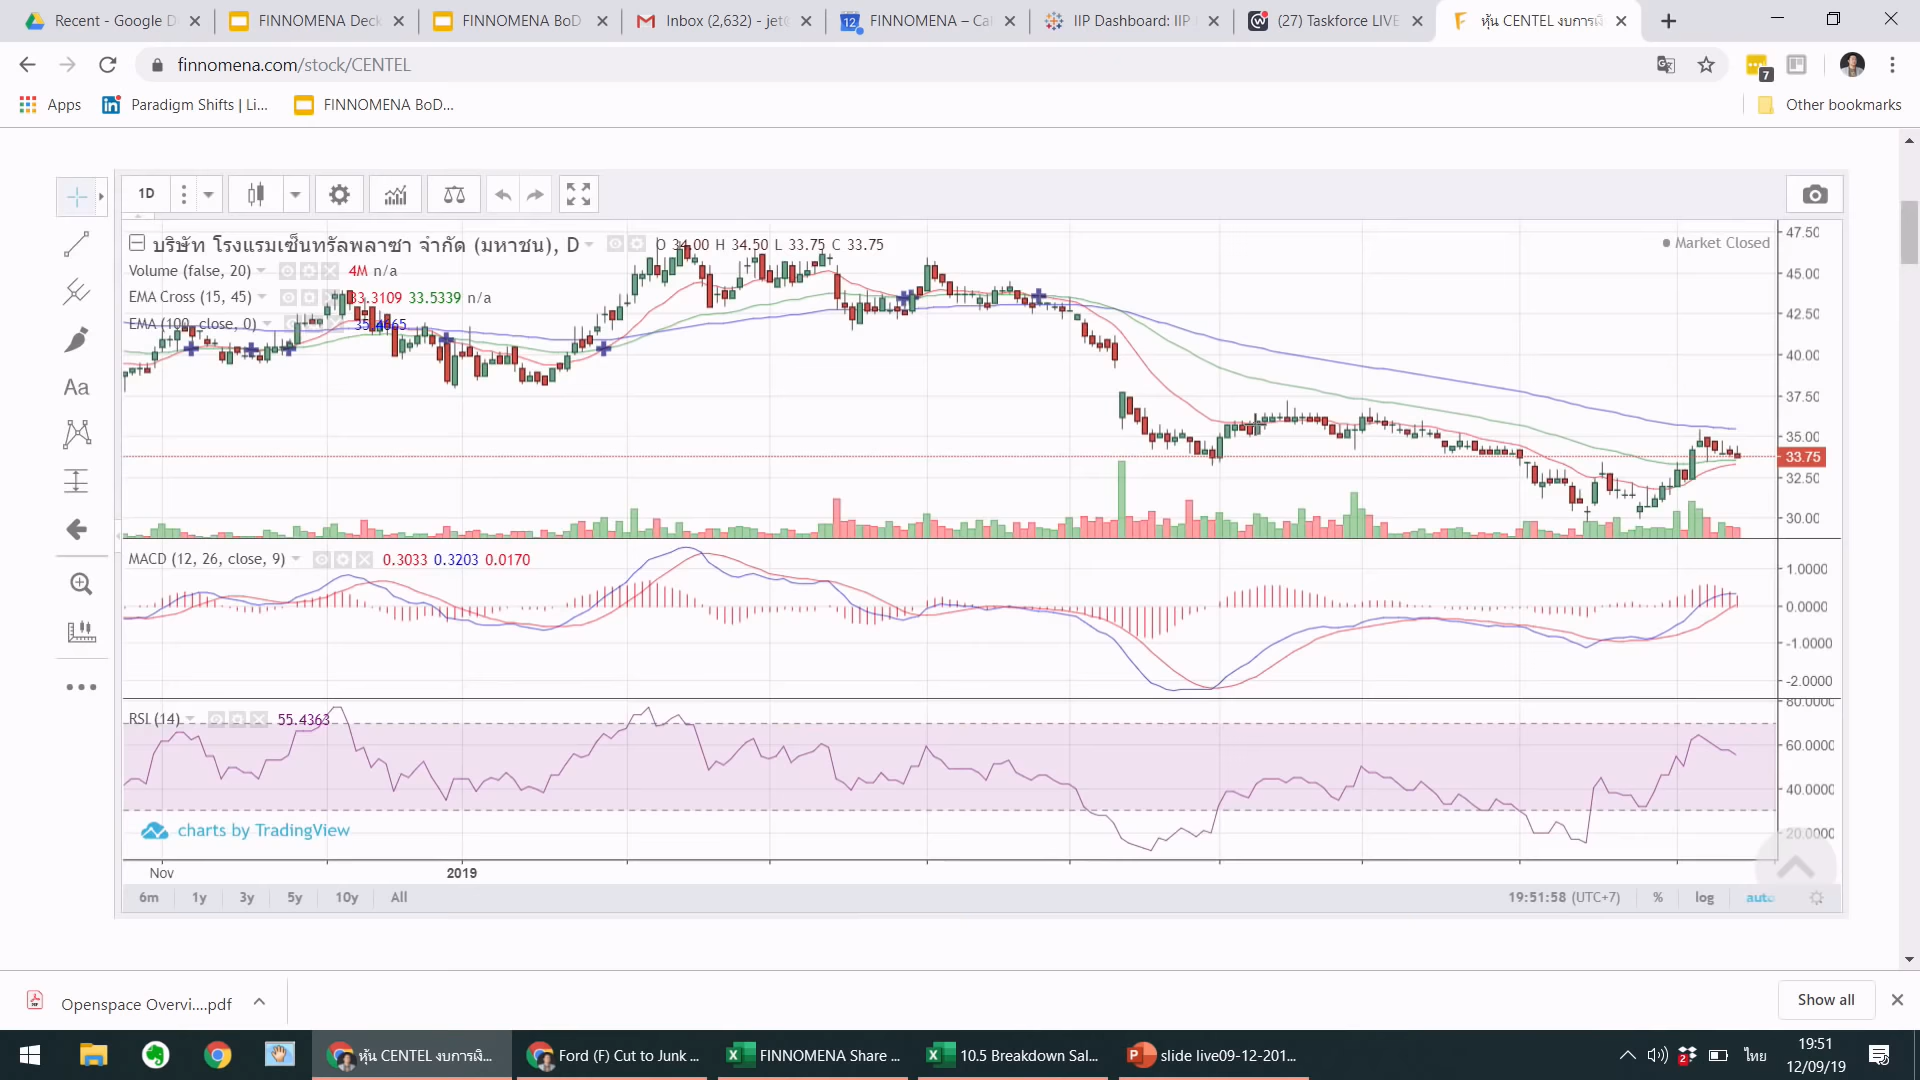 Recent - Google D
FINNOMENA Deck
FINNOMENA BoD
Inbox (2,632) - jet
FINNOMENA – Ca
IIP Dashboard: IIP
(27) Taskforce LIVE
หุ้น CENTEL งบการเงิ
finnomena.com/stock/CENTEL
7
Apps
Paradigm Shifts | Li...
FINNOMENA BoD...
Other bookmarks
1D
บริษัท โรงแรมเซ็นทรัลพลาซา จำกัด (มหาชน), D
O 34.00 H 34.50 L 33.75 C 33.75
Market Closed
Volume (false, 20) 4M n/a
EMA Cross (15, 45) 33.3109 33.5339 n/a
EMA (100, close, 0) 35.4665
Aa
47.50
45.00
42.50
40.00
37.50
35.00
33.75
32.50
30.00
MACD (12, 26, close, 9) 0.3033 0.3203 0.0170
1.0000
0.0000
-1.0000
-2.0000
RSI (14) 55.4363
80.0000
60.0000
40.0000
20.0000
charts by TradingView
Nov
2019
6m 1y 3y 5y 10y All
19:51:58 (UTC+7) % log auto
Openspace Overvi....pdf
Show all
หุ้น CENTEL งบการเงิ...
Ford (F) Cut to Junk ...
FINNOMENA Share ...
10.5 Breakdown Sal...
slide live09-12-201...
ไทย
19:51
12/09/19